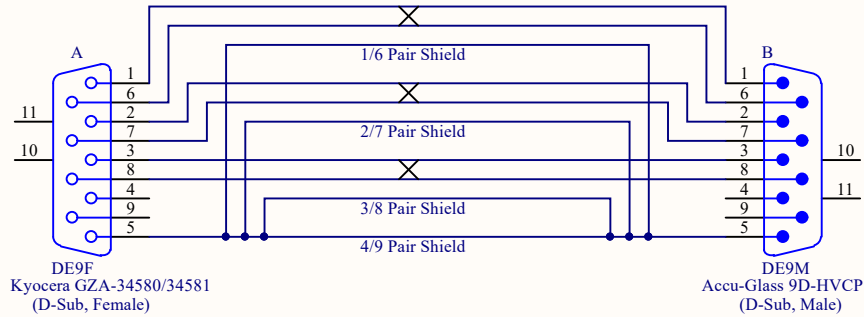 A
B
1/6 Pair Shield
1
1
6
6
11
2
2
2/7 Pair Shield
7
7
10
3
3
10
8
8
4
4
11
3/8 Pair Shield
9
9
5
5
4/9 Pair Shield
DE9F
DE9M
Kyocera GZA-34580/34581
Accu-Glass 9D-HVCP
(D-Sub, Female)
(D-Sub, Male)